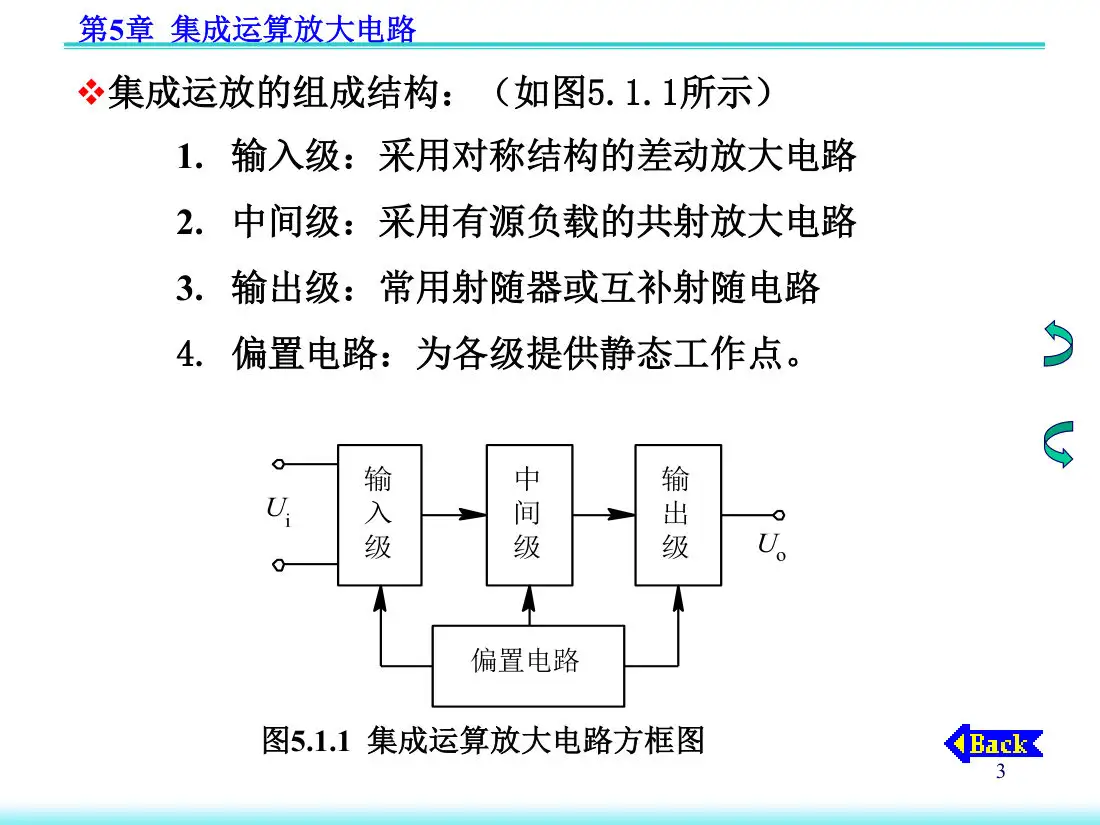 第5章 集成运算放大电路
❖集成运放的组成结构：（如图5.1.1所示）
1. 输入级：采用对称结构的差动放大电路
2. 中间级：采用有源负载的共射放大电路
3. 输出级：常用射随器或互补射随电路
4. 偏置电路：为各级提供静态工作点。
输入级
中间级
输出级
Ui
Uo
偏置电路
图5.1.1 集成运算放大电路方框图
Back
3